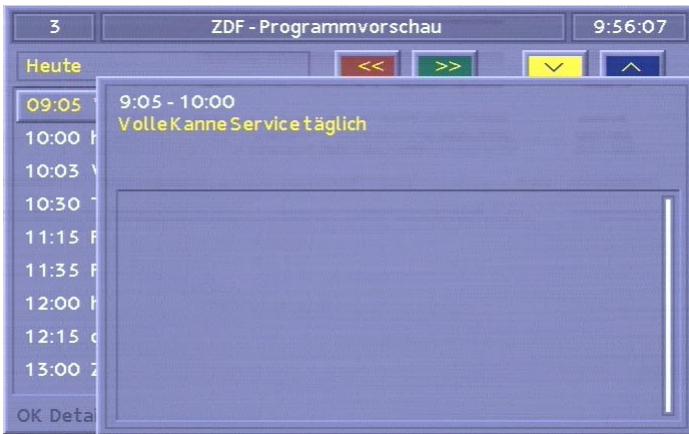 3 ZDF - Programmvorschau 9:56:07
Heute << >>
9:05 - 10:00
Volle Kanne Service täglich
09:05
10:00
10:03
10:30
11:15
11:35
12:00
12:15
13:00
OK